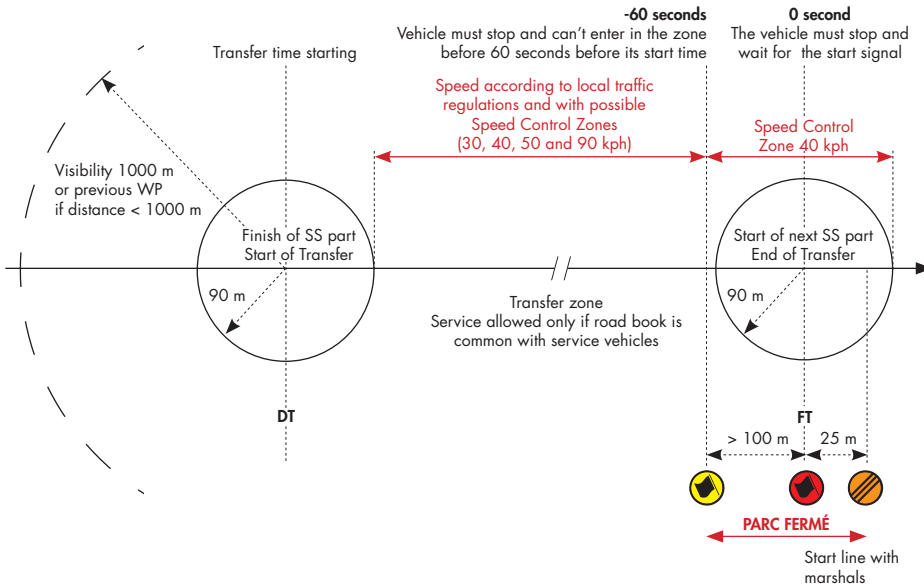 -60 seconds
Vehicle must stop and can't enter in the zone
before 60 seconds before its start time
0 second
The vehicle must stop and
wait for the start signal
Transfer time starting
Speed according to local traffic
regulations and with possible
Speed Control Zones
(30, 40, 50 and 90 kph)
Speed Control
Zone 40 kph
Visibility 1000 m
or previous WP
if distance < 1000 m
Finish of SS part
Start of Transfer
Start of next SS part
End of Transfer
90 m
Transfer zone
Service allowed only if road book is
common with service vehicles
90 m
DT
FT
> 100 m
25 m
PARC FERMÉ
Start line with
marshals